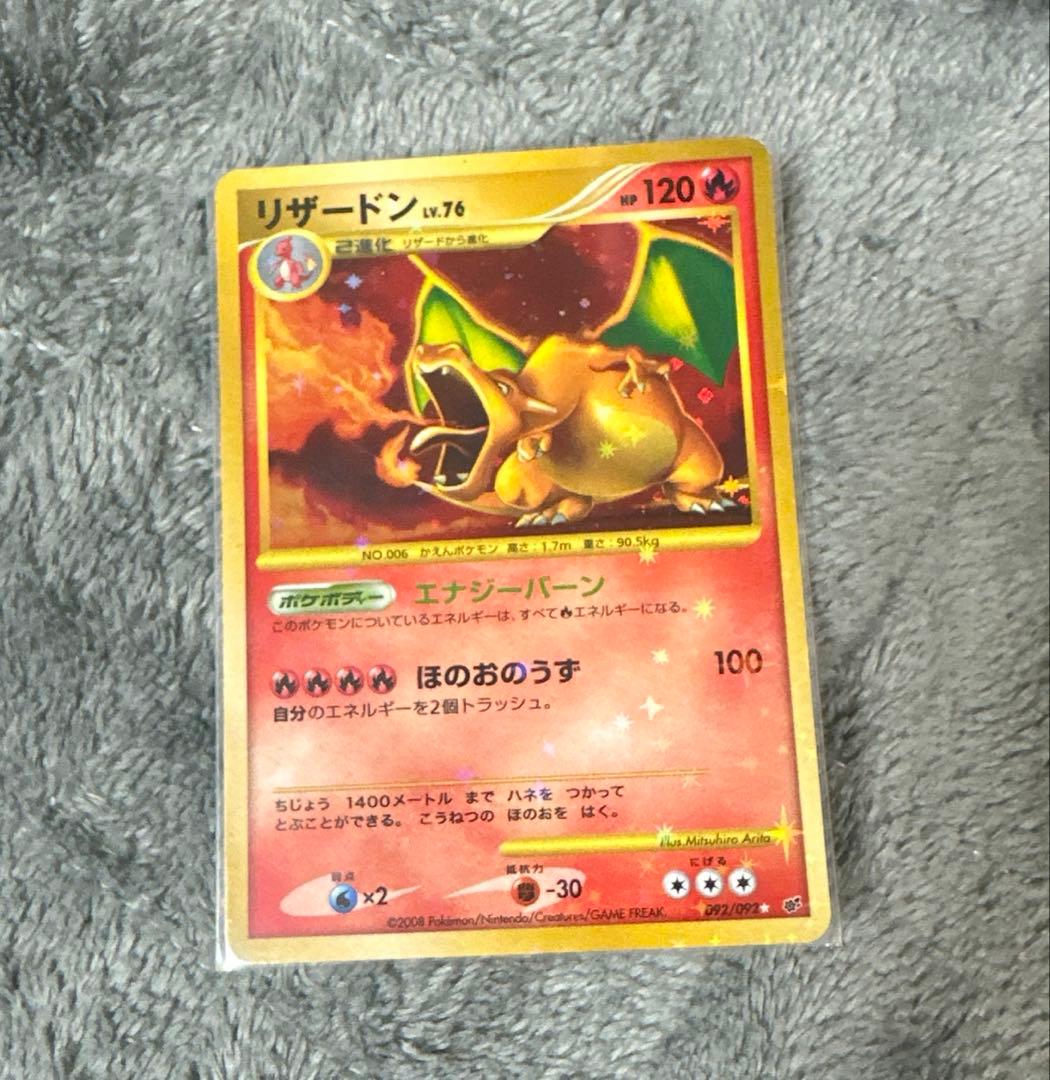 リザードン LV.76 HP 120
2進化 リザードから進化
NO.006 かえんポケモン 高さ:1.7m 重さ:90.5kg
ポケボディー エナジーバーン
このポケモンについているエネルギーは、すべてエネルギーになる。
ほのおのうず 100
自分のエネルギーを2個トラッシュ。
ちじょう 1400メートル まで ハネを つかって
とぶことができる。 こうねつの ほのおを はく。
Illus.Mitsuhiro Arita
弱点 ×2 抵抗力 -30 にげる
©2008 Pokémon/Nintendo/Creatures/GAME FREAK. 092/092★